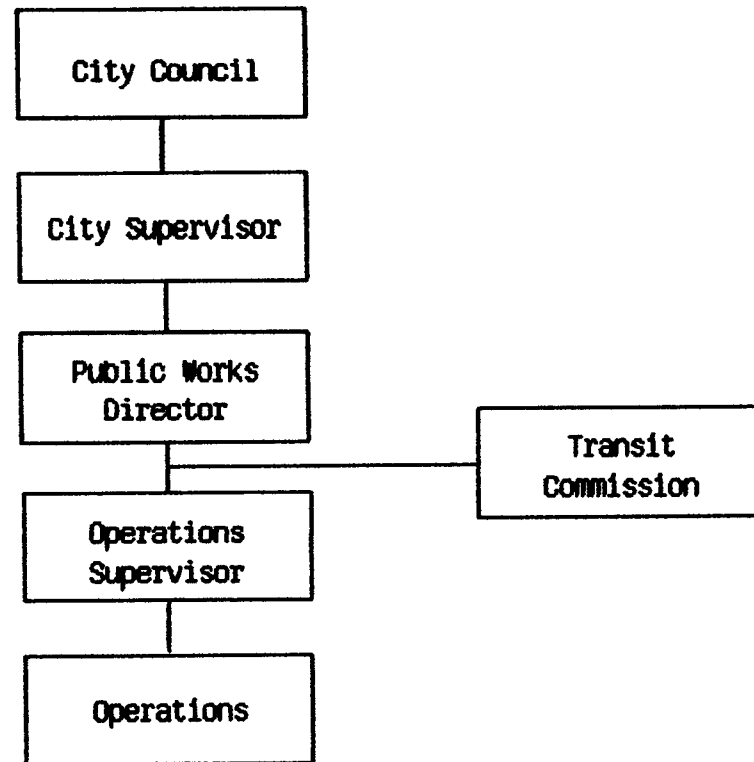 City Council
City Supervisor
Public Works
Director
Transit
Commission
Operations
Supervisor
Operations